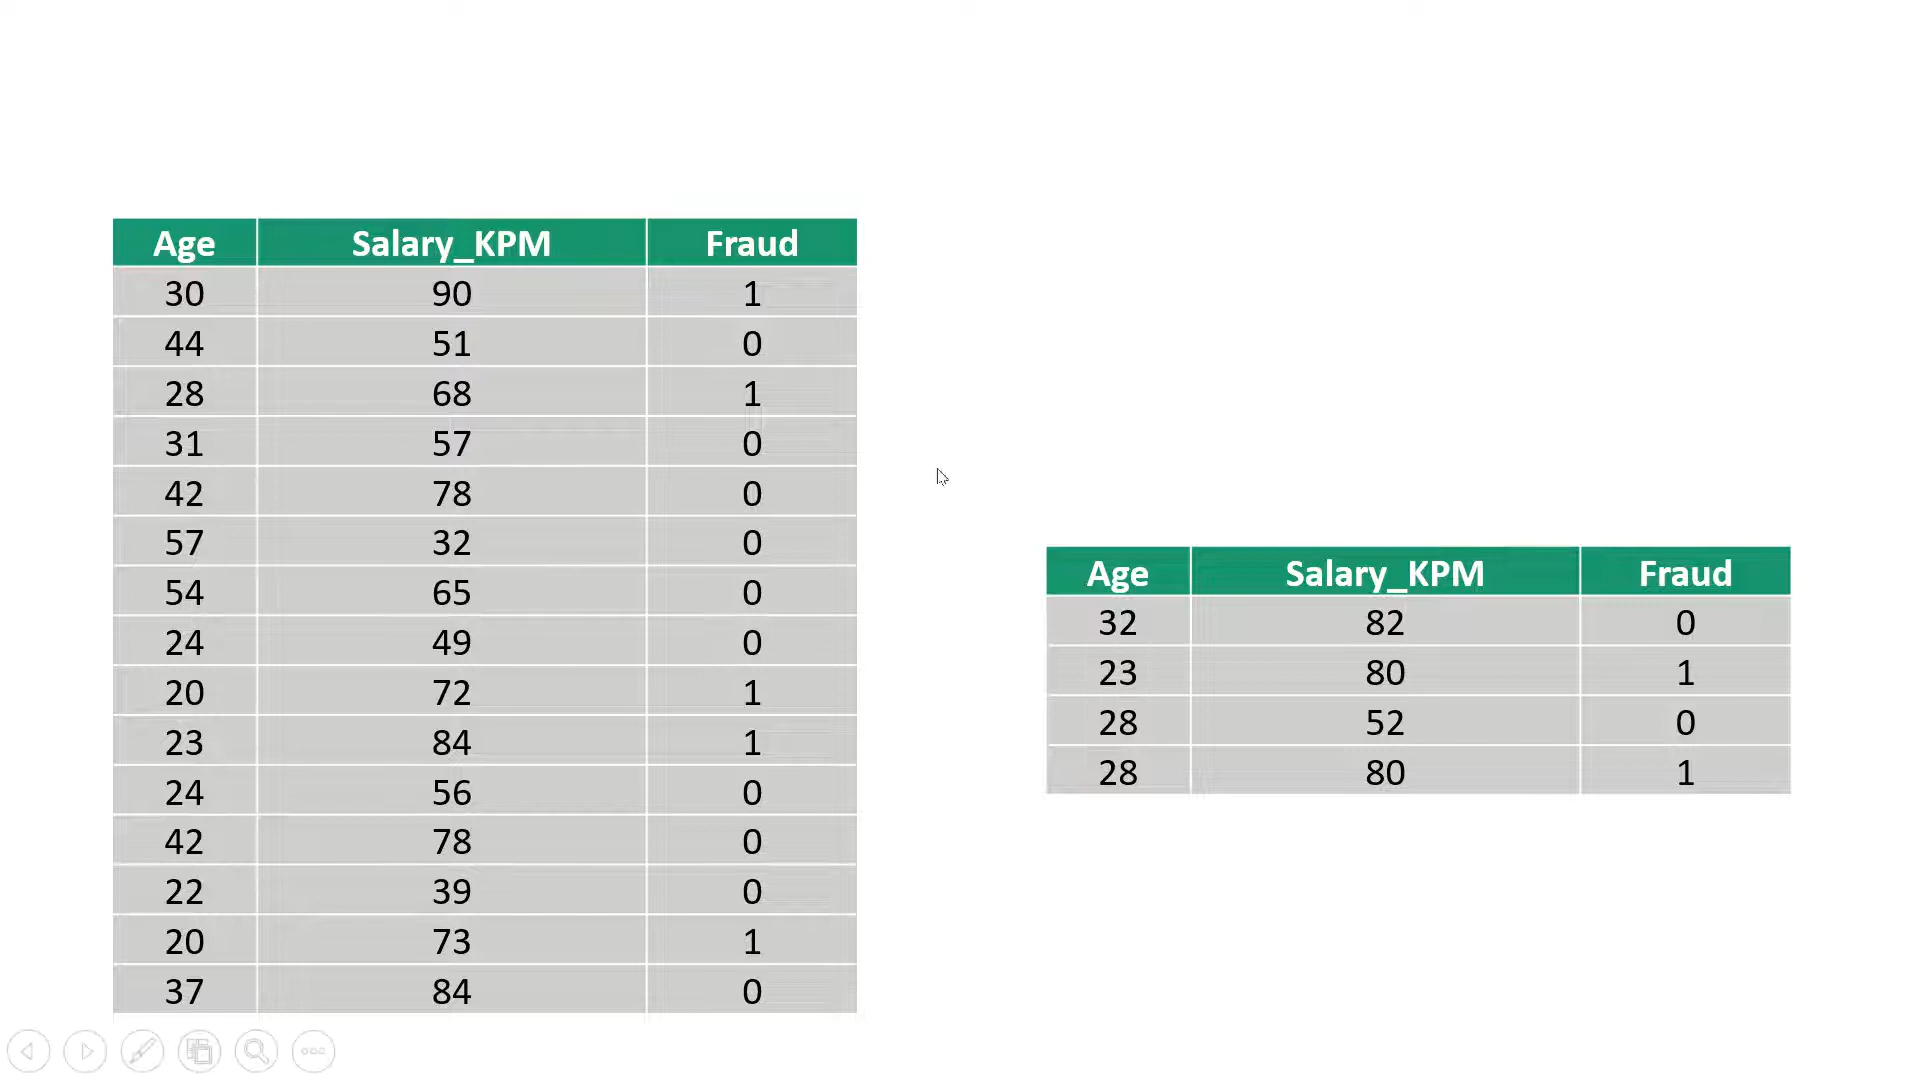 Age Salary_KPM Fraud
30 90 1
44 51 0
28 68 1
31 57 0
42 78 0
57 32 0
54 65 0
24 49 0
20 72 1
23 84 1
24 56 0
42 78 0
22 39 0
20 73 1
37 84 0
Age Salary_KPM Fraud
32 82 0
23 80 1
28 52 0
28 80 1